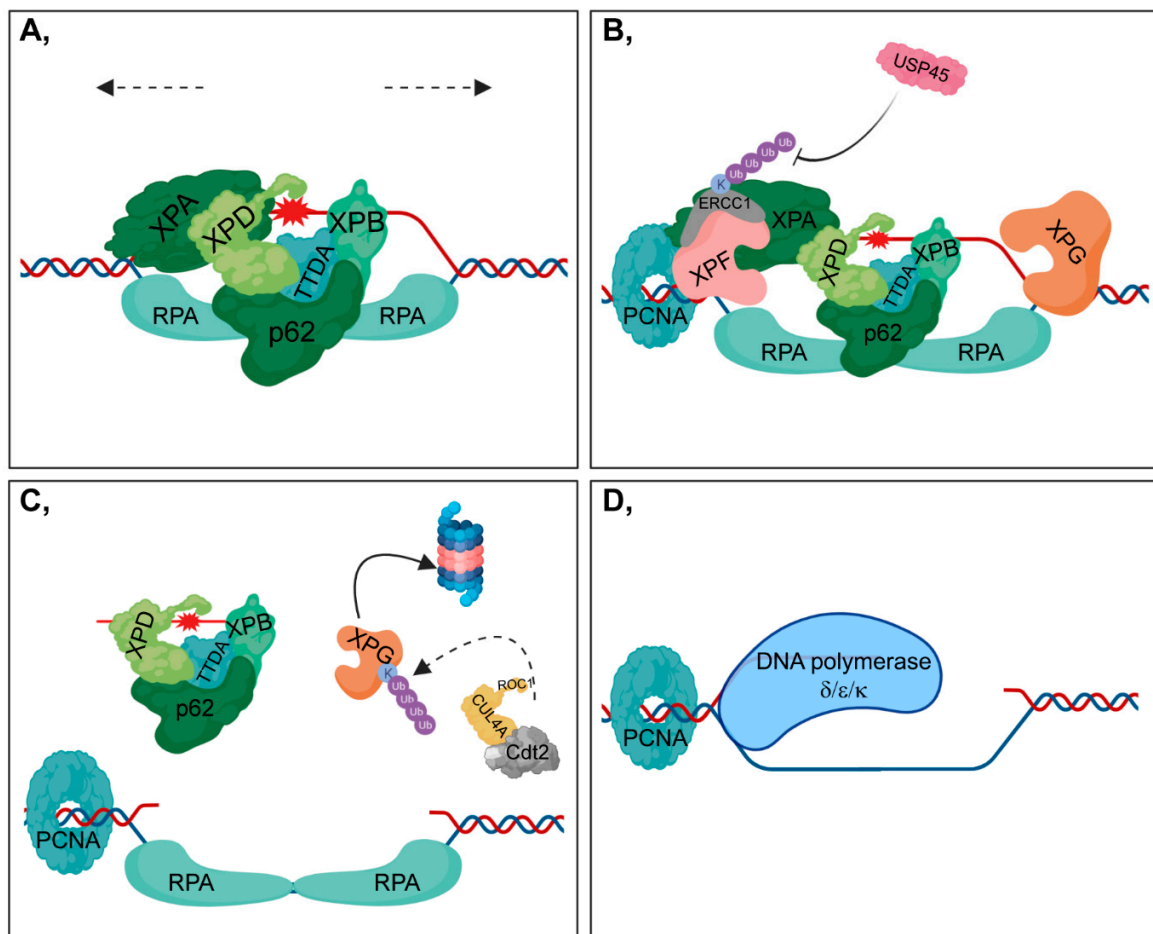 A,
XPA
XPD
XPB
TTDA
RPA
p62
RPA
B,
USP45
Ub
Ub
Ub
Ub
K
ERCC1
XPA
XPF
XPD
XPB
TTDA
XPG
PCNA
p62
RPA
RPA
C,
XPD
XPB
TTDA
p62
XPG
K
Ub
Ub
Ub
Ub
ROC1
CUL4A
Cdt2
PCNA
RPA
RPA
D,
DNA polymerase
δ/ε/κ
PCNA